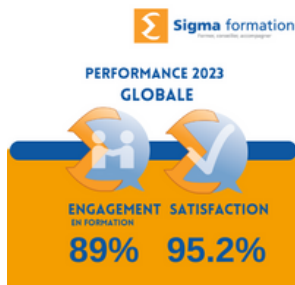 Sigma formation
Former, conseiller, accompagner
PERFORMANCE 2023
GLOBALE
ENGAGEMENT SATISFACTION
EN FORMATION
89% 95.2%